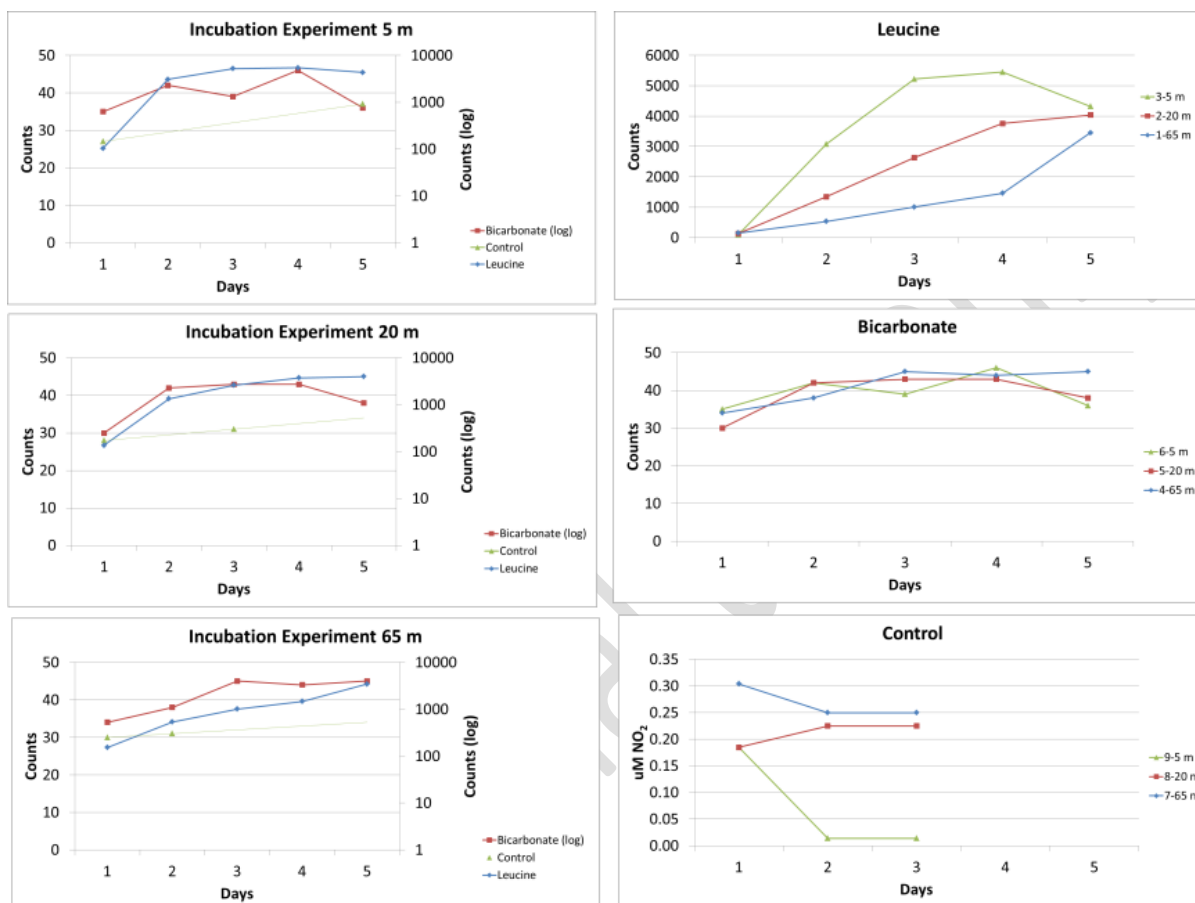 Incubation Experiment 5 m
50
40
30
20
10
0
10000
1000
100
10
1
Counts
Counts (log)
1 2 3 4 5
Days
Bicarbonate (log)
Control
Leucine
Leucine
6000
5000
4000
3000
2000
1000
0
Counts
1 2 3 4 5
Days
3-5 m
2-20 m
1-65 m
Incubation Experiment 20 m
50
40
30
20
10
0
10000
1000
100
10
1
Counts
Counts (log)
1 2 3 4 5
Days
Bicarbonate (log)
Control
Leucine
Bicarbonate
50
40
30
20
10
0
Counts
1 2 3 4 5
Days
6-5 m
5-20 m
4-65 m
Incubation Experiment 65 m
50
40
30
20
10
0
10000
1000
100
10
1
Counts
Counts (log)
1 2 3 4 5
Days
Bicarbonate (log)
Control
Leucine
Control
0.35
0.30
0.25
0.20
0.15
0.10
0.05
0.00
uM NO₂
1 2 3 4 5
Days
9-5 m
8-20 m
7-65 m